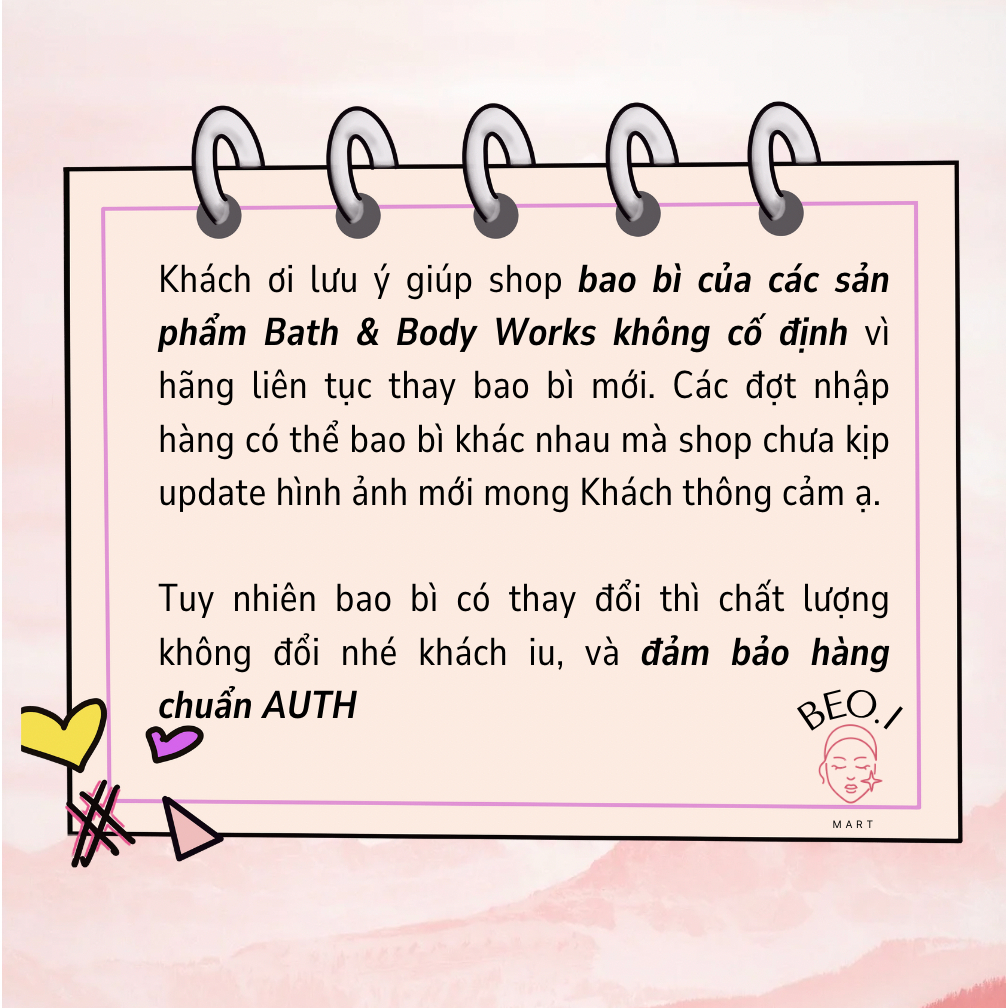 Khách ơi lưu ý giúp shop bao bì của các sản
phẩm Bath & Body Works không cố định vì
hãng liên tục thay bao bì mới. Các đợt nhập
hàng có thể bao bì khác nhau mà shop chưa kịp
update hình ảnh mới mong Khách thông cảm ạ.
Tuy nhiên bao bì có thay đổi thì chất lượng
không đổi nhé khách iu, và đảm bảo hàng
chuẩn AUTH
BEO.I
MART